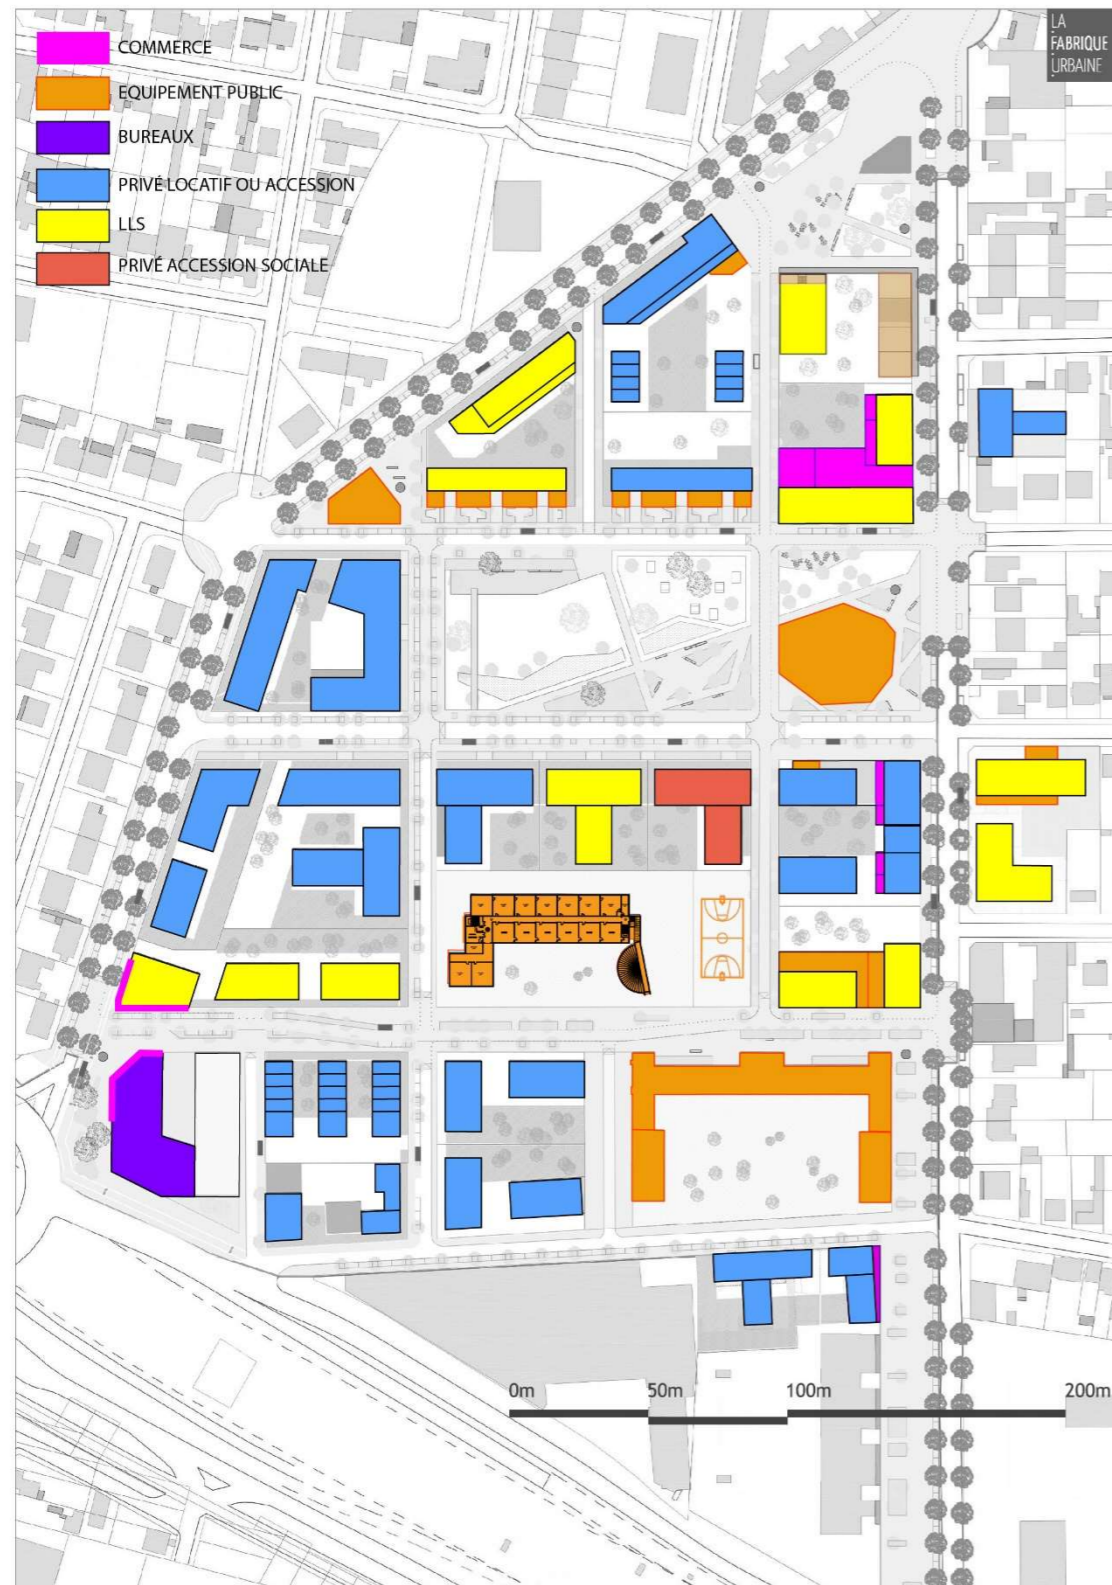 COMMERCE
EQUIPEMENT PUBLIC
BUREAUX
PRIVÉ LOCATIF OU ACCESSION
LLS
PRIVÉ ACCESSION SOCIALE
LA
FABRIQUE
URBAINE
0m 50m 100m 200m